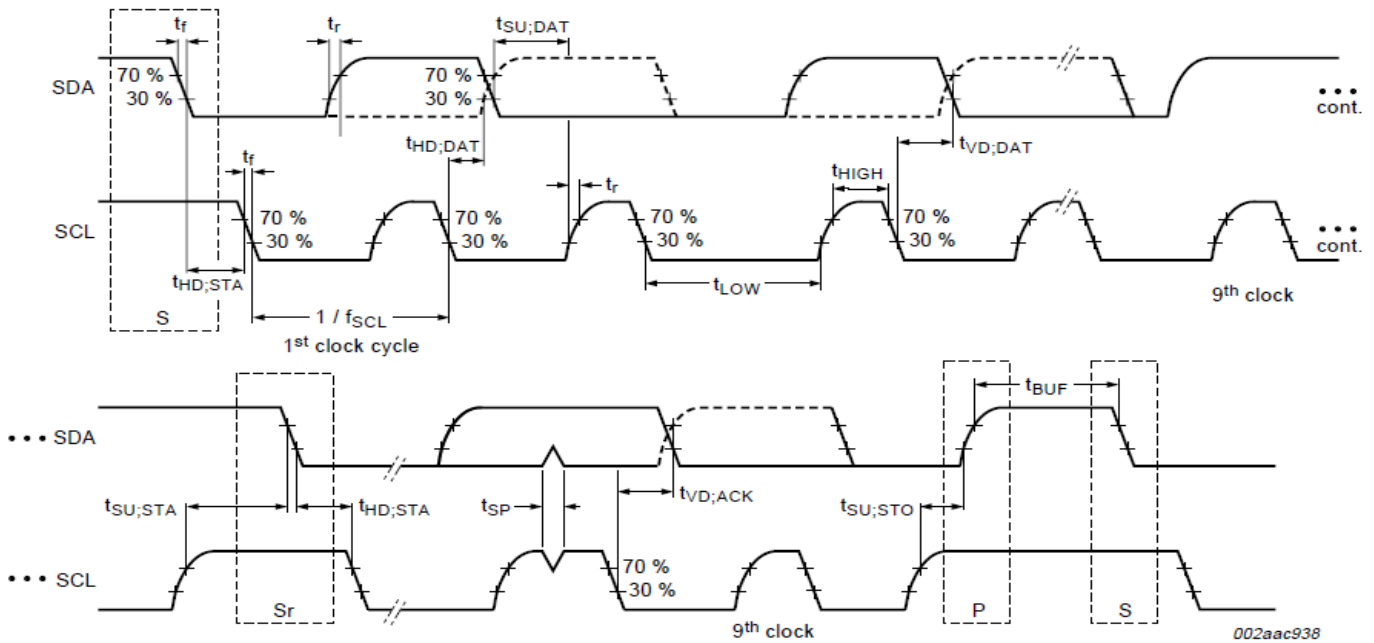 tf tr tSU;DAT
SDA 70 % 30 % 70 % 30 % ••• cont.
tHD;DAT tVD;DAT
tf tr tHIGH
SCL 70 % 30 % 70 % 30 % 70 % 30 % 70 % 30 % ••• cont.
tHD;STA tLOW
9th clock
S 1 / fSCL
1st clock cycle
tBUF
••• SDA
tSU;STA tHD;STA tSP tVD;ACK tSU;STO
••• SCL 70 % 30 %
Sr P S
9th clock
002aac938